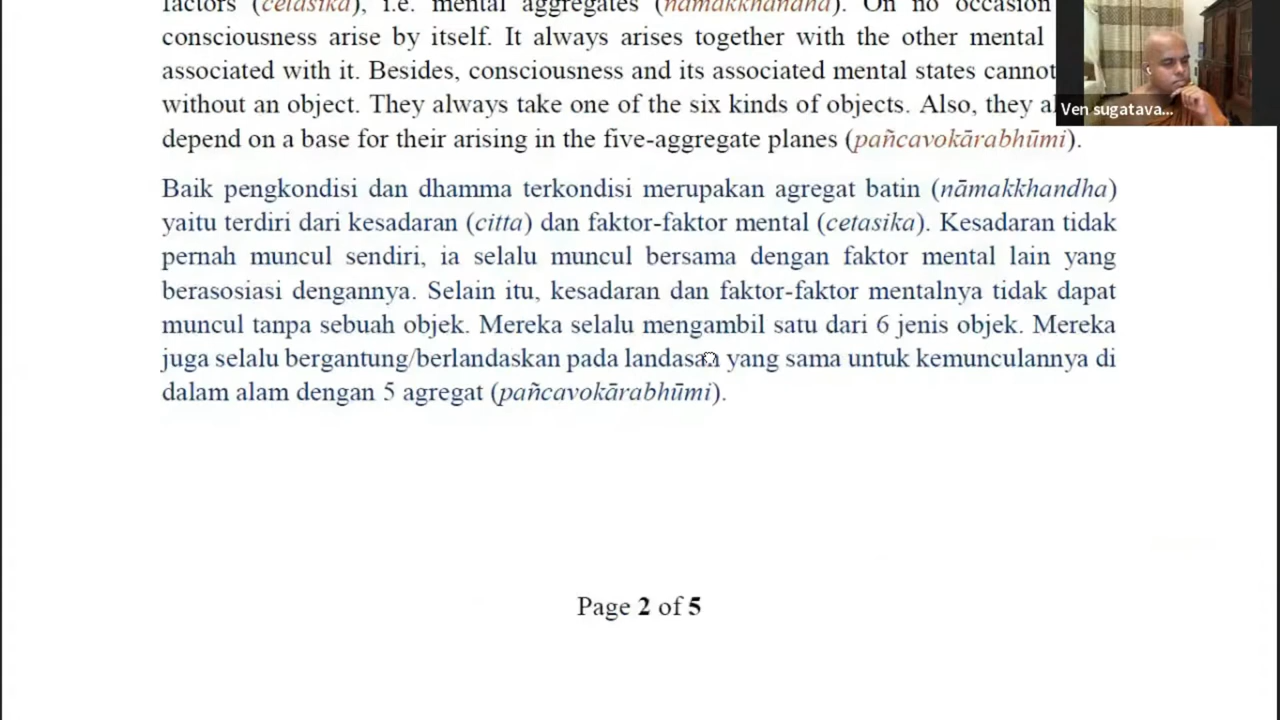 factors (cetasika), i.e. mental aggregates (nāmakkhandha). On no occasion
consciousness arise by itself. It always arises together with the other mental
associated with it. Besides, consciousness and its associated mental states cannot
without an object. They always take one of the six kinds of objects. Also, they al
depend on a base for their arising in the five-aggregate planes (pañcavokārabhūmi).
Ven sugatava...
Baik pengkondisi dan dhamma terkondisi merupakan agregat batin (nāmakkhandha)
yaitu terdiri dari kesadaran (citta) dan faktor-faktor mental (cetasika). Kesadaran tidak
pernah muncul sendiri, ia selalu muncul bersama dengan faktor mental lain yang
berasosiasi dengannya. Selain itu, kesadaran dan faktor-faktor mentalnya tidak dapat
muncul tanpa sebuah objek. Mereka selalu mengambil satu dari 6 jenis objek. Mereka
juga selalu bergantung/berlandaskan pada landasan yang sama untuk kemunculannya di
dalam alam dengan 5 agregat (pañcavokārabhūmi).
Page 2 of 5